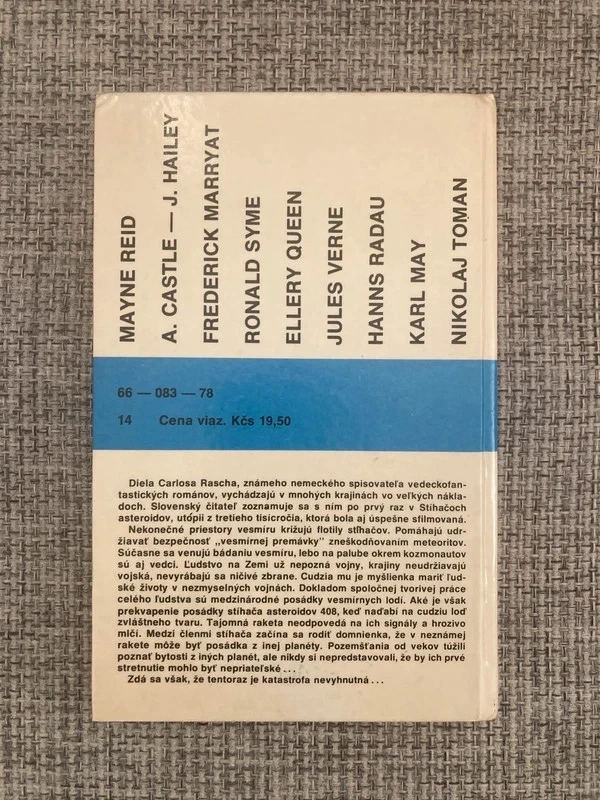 MAYNE REID
A. CASTLE — J. HAILEY
FREDERICK MARRYAT
RONALD SYME
ELLERY QUEEN
JULES VERNE
HANNS RADAU
KARL MAY
NIKOLAJ TOMAN
66 — 083 — 78
14 Cena viaz. Kčs 19,50
Diela Carlosa Rascha, známeho nemeckého spisovateľa vedeckofan-
tastických románov, vychádzajú v mnohých krajinách vo veľkých nákla-
doch. Slovenský čitateľ zoznamuje sa s ním po prvý raz v Stíhačoch
asteroidov, utópii z tretieho tisícročia, ktorá bola aj úspešne sfilmovaná.
Nekonečné priestory vesmíru križujú flotily stíhačov. Pomáhajú udr-
žiavať bezpečnosť „vesmírnej premávky" zneškodňovaním meteoritov.
Súčasne sa venujú bádaniu vesmíru, lebo na palube okrem kozmonautov
sú aj vedci. Ľudstvo na Zemi už nepozná vojny, krajiny neudržiavajú
vojská, nevyrábajú sa ničivé zbrane. Cudzia mu je myšlienka mariť ľud-
ské životy v nezmyselných vojnách. Dokladom spoločnej tvorivej práce
celého ľudstva sú medzinárodné posádky vesmírnych lodí. Aké je však
prekvapenie posádky stíhača asteroidov 408, keď naďabí na cudziu loď
zvláštneho tvaru. Tajomná raketa neodpovedá na ich signály a hrozivo
mlčí. Medzi členmi stíhača začína sa rodiť domnienka, že v neznámej
rakete môže byť posádka z inej planéty. Pozemšťania od vekov túžili
poznať bytosti z iných planét, ale nikdy si nepredstavovali, že by ich prvé
stretnutie mohlo byť nepriateľské...
Zdá sa však, že tentoraz je katastrofa nevyhnutná...